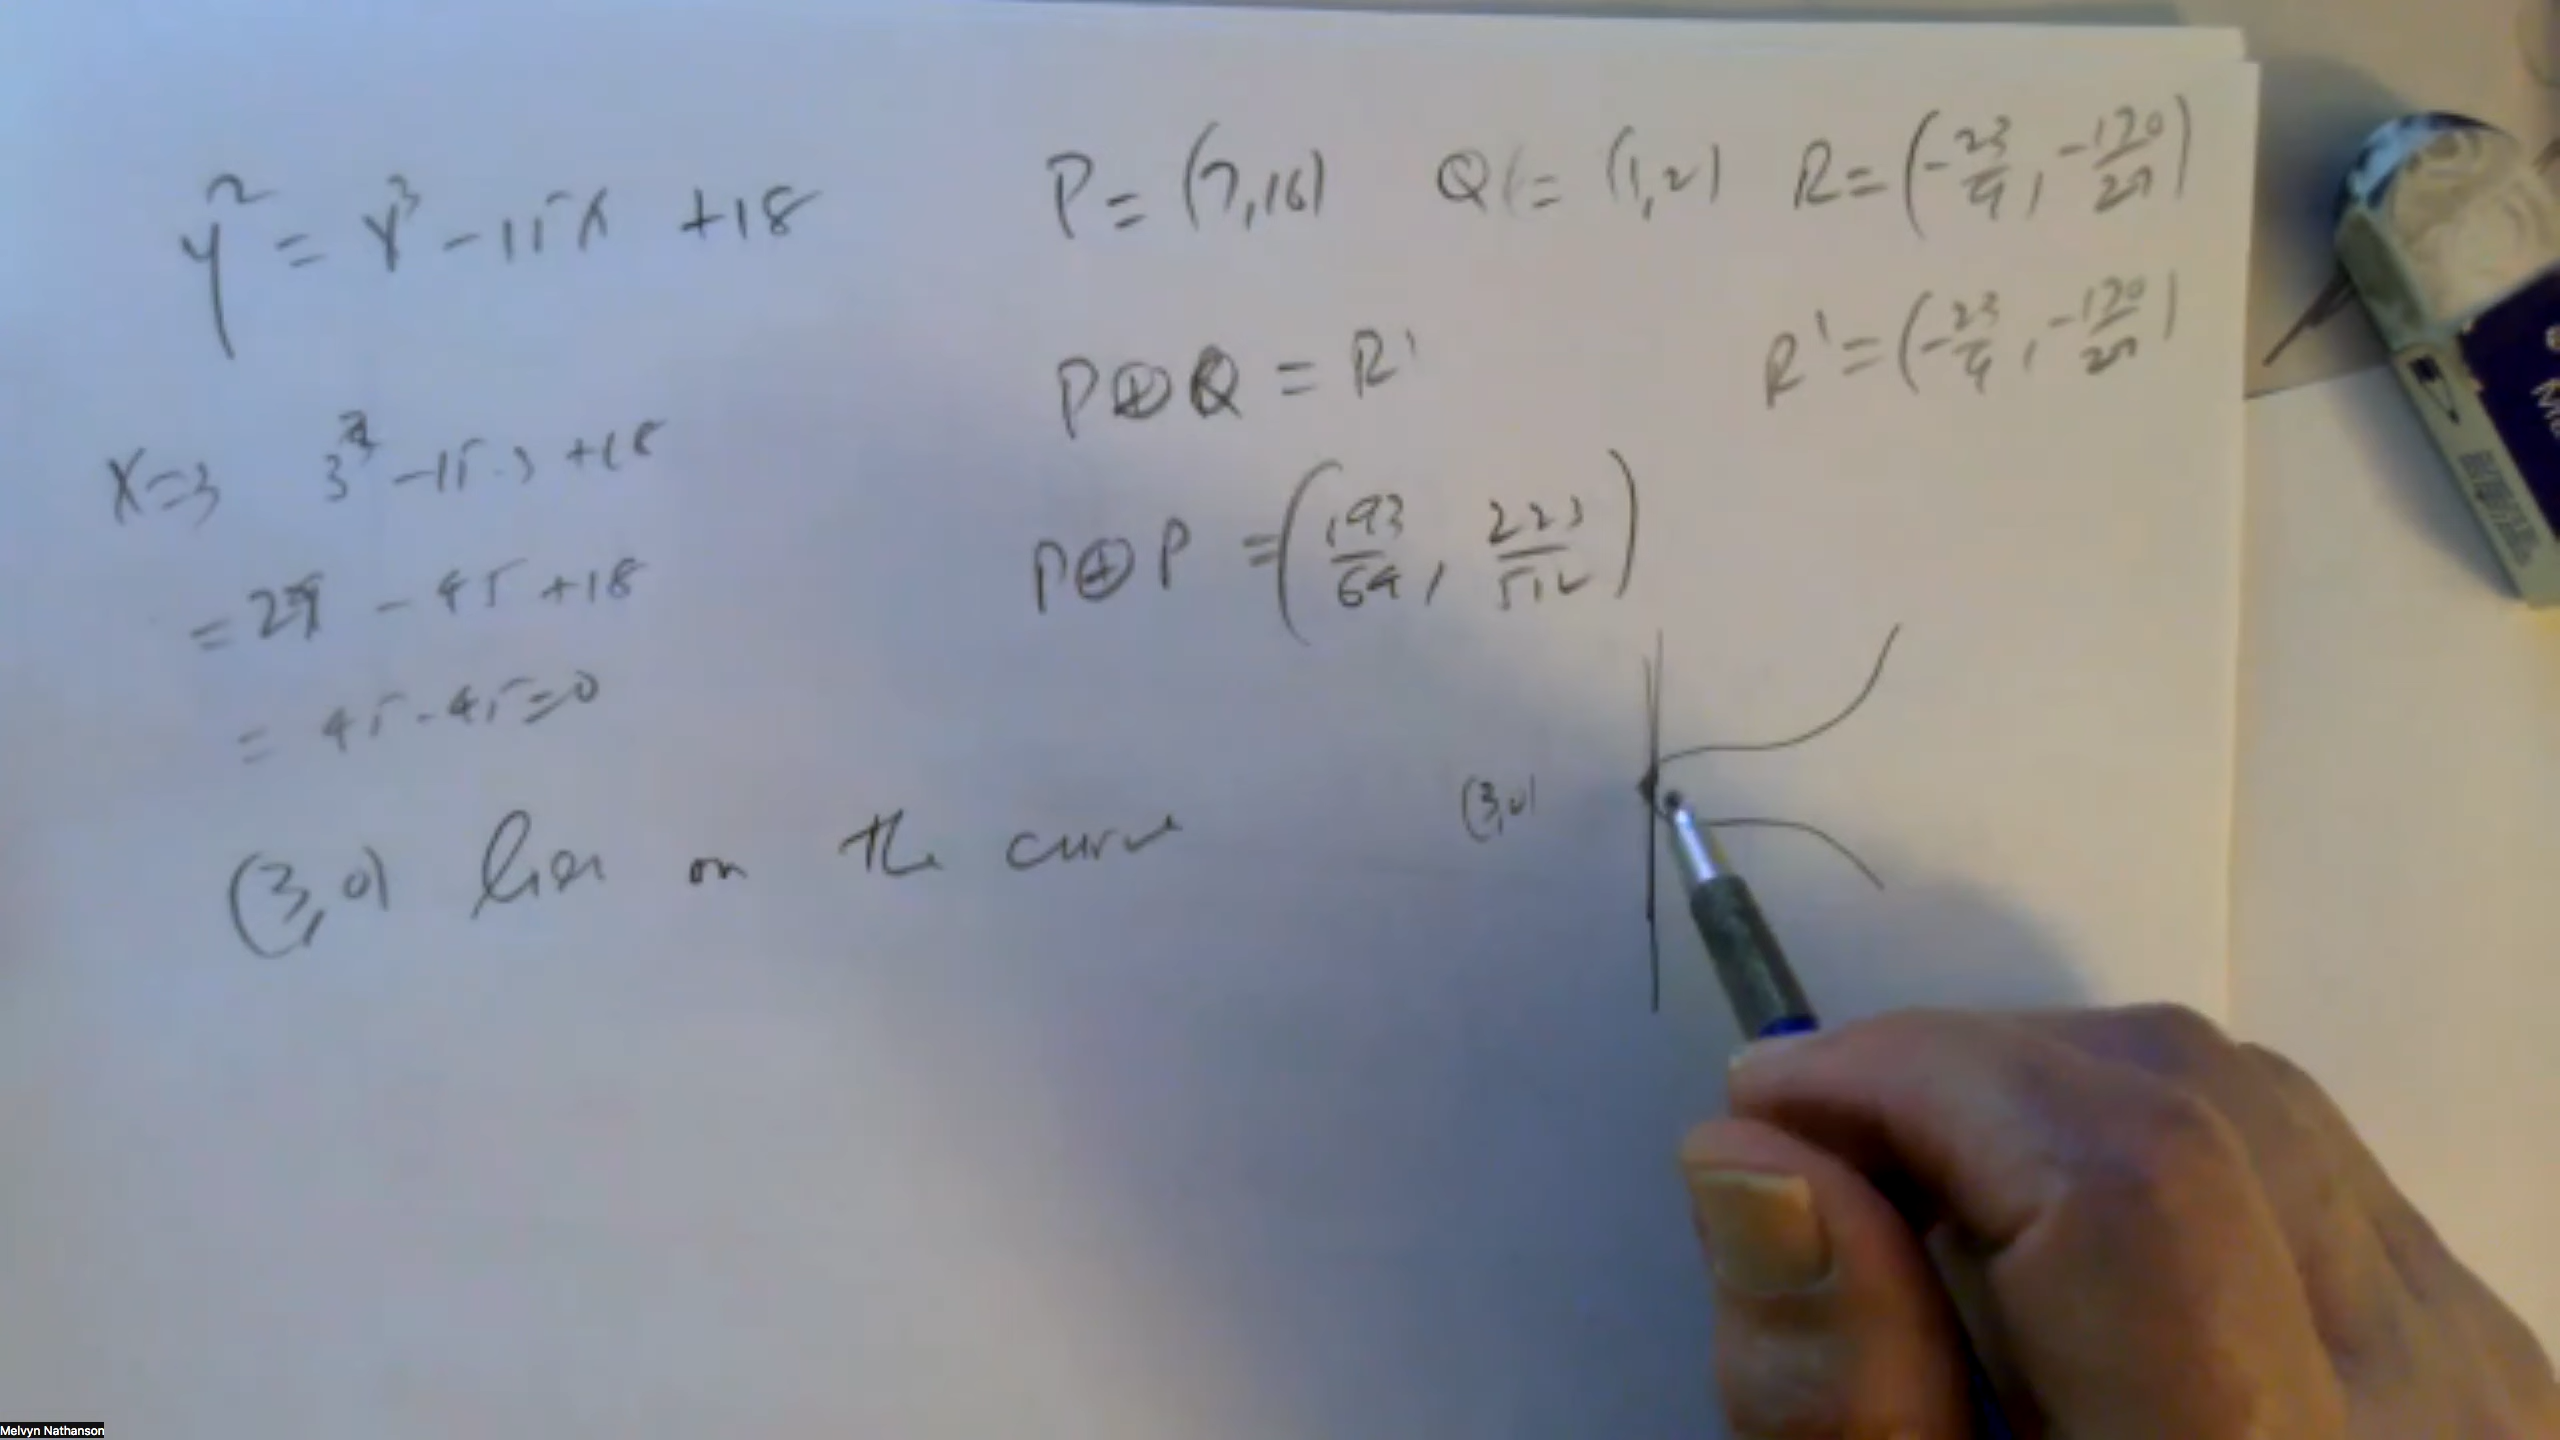 y² = x³ - 15x + 18
P = (7,16) Q = (1,2) R = (-23/9, -170/27)
P⊕Q = R' R' = (-23/9, -170/27)
x=3 3³ - 15·3 + 18
P⊕P = (193/64, 223/512)
= 27 - 45 + 18
= 45 - 45 = 0
(3,0)
(3,0) lies on the curve
Melvyn Nathanson